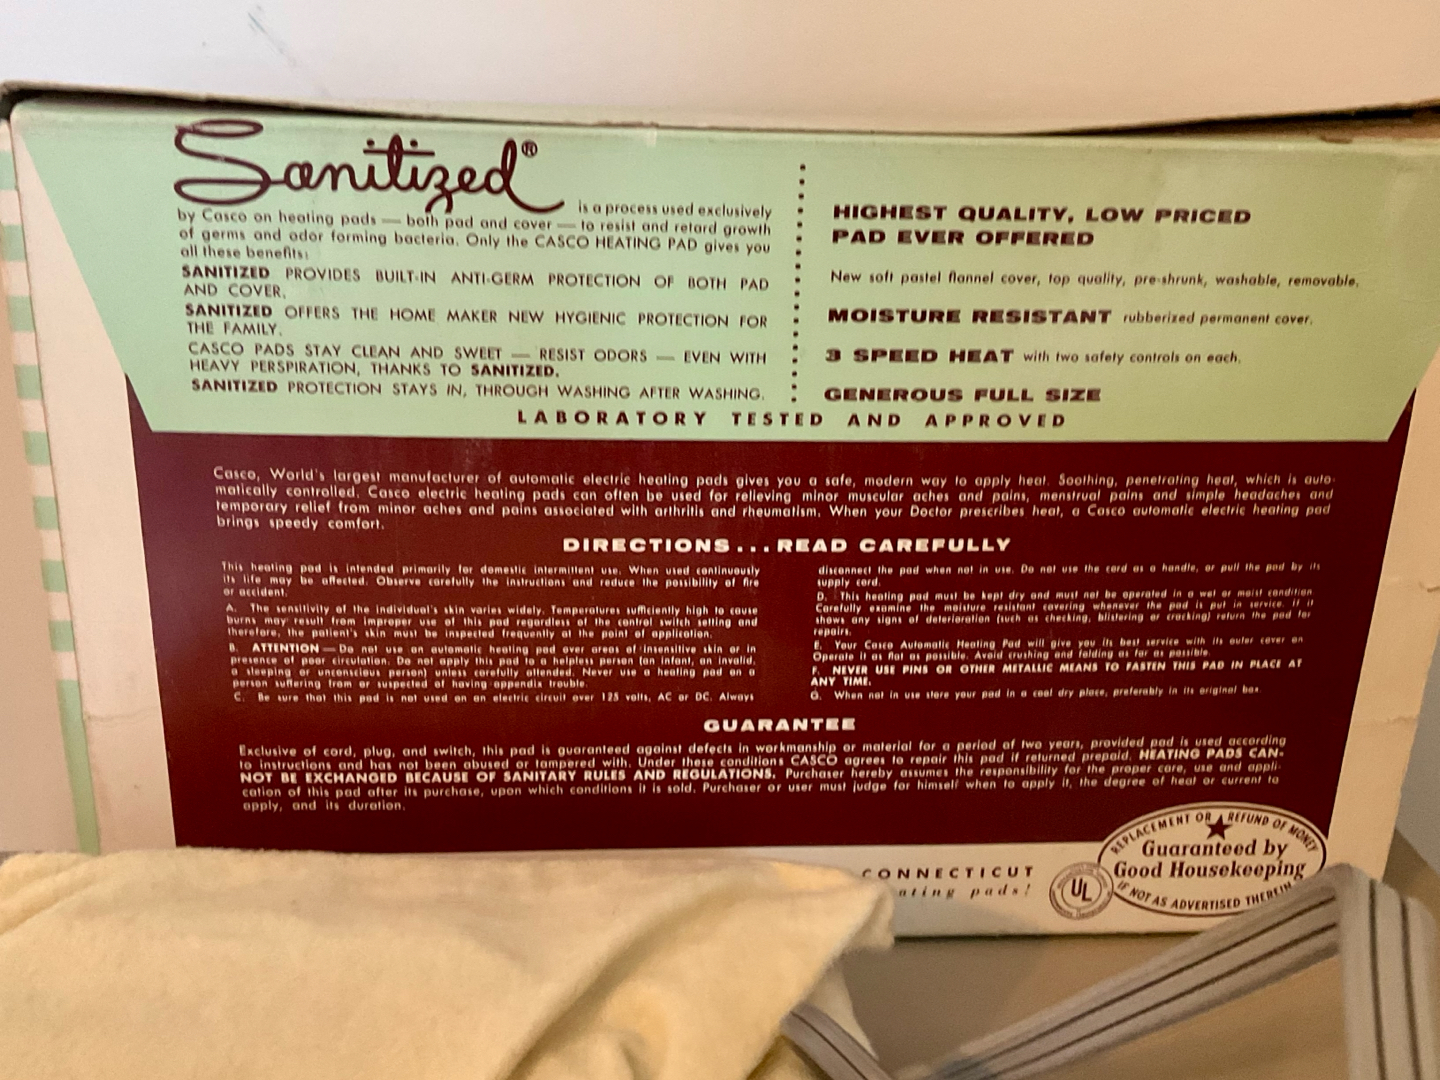 Sanitized®
is a process used exclusively
by Casco on heating pads — both pad and cover — to resist and retard growth
of germs and odor forming bacteria. Only the CASCO HEATING PAD gives you
all these benefits:
SANITIZED PROVIDES BUILT-IN ANTI-GERM PROTECTION OF BOTH PAD
AND COVER.
SANITIZED OFFERS THE HOME MAKER NEW HYGIENIC PROTECTION FOR
THE FAMILY.
CASCO PADS STAY CLEAN AND SWEET — RESIST ODORS — EVEN WITH
HEAVY PERSPIRATION, THANKS TO SANITIZED.
SANITIZED PROTECTION STAYS IN, THROUGH WASHING AFTER WASHING.
HIGHEST QUALITY, LOW PRICED
PAD EVER OFFERED
New soft pastel flannel cover, top quality, pre-shrunk, washable, removable.
MOISTURE RESISTANT rubberized permanent cover.
3 SPEED HEAT with two safety controls on each.
GENEROUS FULL SIZE
LABORATORY TESTED AND APPROVED
Casco, World's largest manufacturer of automatic electric heating pads gives you a safe, modern way to apply heat. Soothing, penetrating heat, which is auto-
matically controlled. Casco electric heating pads can often be used for relieving minor muscular aches and pains, menstrual pains and simple headaches and
temporary relief from minor aches and pains associated with arthritis and rheumatism. When your Doctor prescribes heat, a Casco automatic electric heating pad
brings speedy comfort.
DIRECTIONS...READ CAREFULLY
This heating pad is intended primarily for domestic intermittent use. When used continuously
its life may be affected. Observe carefully the instructions and reduce the possibility of fire
or accident.
A. The sensitivity of the individual's skin varies widely. Temperatures sufficiently high to cause
burns may result from improper use of this pad regardless of the control switch setting and
therefore, the patient's skin must be inspected frequently at the point of application.
B. ATTENTION — Do not use an automatic heating pad over areas of insensitive skin or in
presence of poor circulation. Do not apply this pad to a helpless person (an infant, an invalid,
a sleeping or unconscious person) unless carefully attended. Never use a heating pad on a
person suffering from or suspected of having appendix trouble.
C. Be sure that this pad is not used on an electric circuit over 125 volts, AC or DC. Always
disconnect the pad when not in use. Do not use the cord as a handle, or pull the pad by its
supply cord.
D. This heating pad must be kept dry and must not be operated in a wet or moist condition
Carefully examine the moisture resistant covering whenever the pad is put in service. If it
shows any signs of deterioration (such as checking, blistering or cracking) return the pad for
repairs.
E. Your Casco Automatic Heating Pad will give you its best service with its outer cover on
Operate it as flat as possible. Avoid crushing and folding as far as possible.
F. NEVER USE PINS OR OTHER METALLIC MEANS TO FASTEN THIS PAD IN PLACE AT
ANY TIME.
G. When not in use store your pad in a cool dry place, preferably in its original box.
GUARANTEE
Exclusive of cord, plug, and switch, this pad is guaranteed against defects in workmanship or material for a period of two years, provided pad is used according
to instructions and has not been abused or tampered with. Under these conditions CASCO agrees to repair this pad if returned prepaid. HEATING PADS CAN-
NOT BE EXCHANGED BECAUSE OF SANITARY RULES AND REGULATIONS. Purchaser hereby assumes the responsibility for the proper care, use and appli-
cation of this pad after its purchase, upon which conditions it is sold. Purchaser or user must judge for himself when to apply it, the degree of heat or current to
apply, and its duration.
CONNECTICUT
ating pads!
UL
REPLACEMENT OR ★ REFUND OF MONEY
Guaranteed by
Good Housekeeping
IF NOT AS ADVERTISED THEREIN